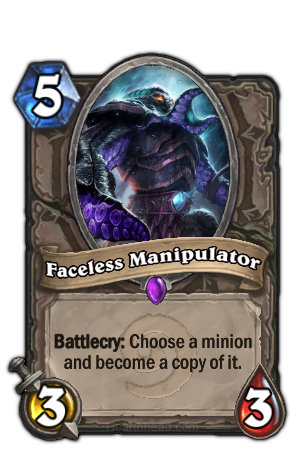 5
Faceless Manipulator
Battlecry: Choose a minion
and become a copy of it.
3
3